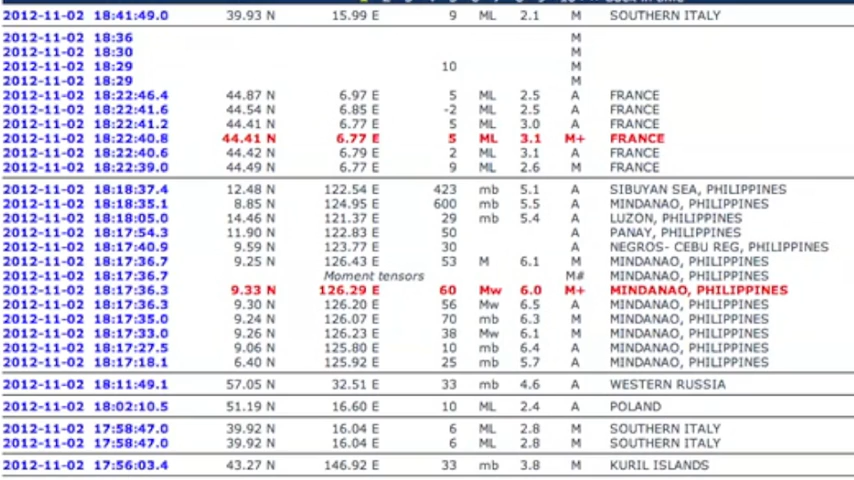 2012-11-02 18:41:49.0 39.93 N 15.99 E 9 ML 2.1 M SOUTHERN ITALY
2012-11-02 18:36 M
2012-11-02 18:30 M
2012-11-02 18:29 10 M
2012-11-02 18:29 M
2012-11-02 18:22:46.4 44.87 N 6.97 E 5 ML 2.5 A FRANCE
2012-11-02 18:22:41.6 44.54 N 6.85 E -2 ML 2.5 A FRANCE
2012-11-02 18:22:41.2 44.41 N 6.77 E 5 ML 3.0 A FRANCE
2012-11-02 18:22:40.8 44.41 N 6.77 E 5 ML 3.1 M+ FRANCE
2012-11-02 18:22:40.6 44.42 N 6.79 E 2 ML 3.1 A FRANCE
2012-11-02 18:22:39.0 44.49 N 6.77 E 9 ML 2.6 M FRANCE
2012-11-02 18:18:37.4 12.48 N 122.54 E 423 mb 5.1 A SIBUYAN SEA, PHILIPPINES
2012-11-02 18:18:35.1 8.85 N 124.95 E 600 mb 5.5 A MINDANAO, PHILIPPINES
2012-11-02 18:18:05.0 14.46 N 121.37 E 29 mb 5.4 A LUZON, PHILIPPINES
2012-11-02 18:17:54.3 11.90 N 122.83 E 50 A PANAY, PHILIPPINES
2012-11-02 18:17:40.9 9.59 N 123.77 E 30 A NEGROS- CEBU REG, PHILIPPINES
2012-11-02 18:17:36.7 9.25 N 126.43 E 53 M 6.1 M MINDANAO, PHILIPPINES
2012-11-02 18:17:36.7 Moment tensors M# MINDANAO, PHILIPPINES
2012-11-02 18:17:36.3 9.33 N 126.29 E 60 Mw 6.0 M+ MINDANAO, PHILIPPINES
2012-11-02 18:17:36.3 9.30 N 126.20 E 56 Mw 6.5 A MINDANAO, PHILIPPINES
2012-11-02 18:17:35.0 9.24 N 126.07 E 70 mb 6.3 M MINDANAO, PHILIPPINES
2012-11-02 18:17:33.0 9.26 N 126.23 E 38 Mw 6.1 M MINDANAO, PHILIPPINES
2012-11-02 18:17:27.5 9.06 N 125.80 E 10 mb 6.4 A MINDANAO, PHILIPPINES
2012-11-02 18:17:18.1 6.40 N 125.92 E 25 mb 5.7 A MINDANAO, PHILIPPINES
2012-11-02 18:11:49.1 57.05 N 32.51 E 33 mb 4.6 A WESTERN RUSSIA
2012-11-02 18:02:10.5 51.19 N 16.60 E 10 ML 2.4 A POLAND
2012-11-02 17:58:47.0 39.92 N 16.04 E 6 ML 2.8 M SOUTHERN ITALY
2012-11-02 17:58:47.0 39.92 N 16.04 E 6 ML 2.8 M SOUTHERN ITALY
2012-11-02 17:56:03.4 43.27 N 146.92 E 33 mb 3.8 M KURIL ISLANDS